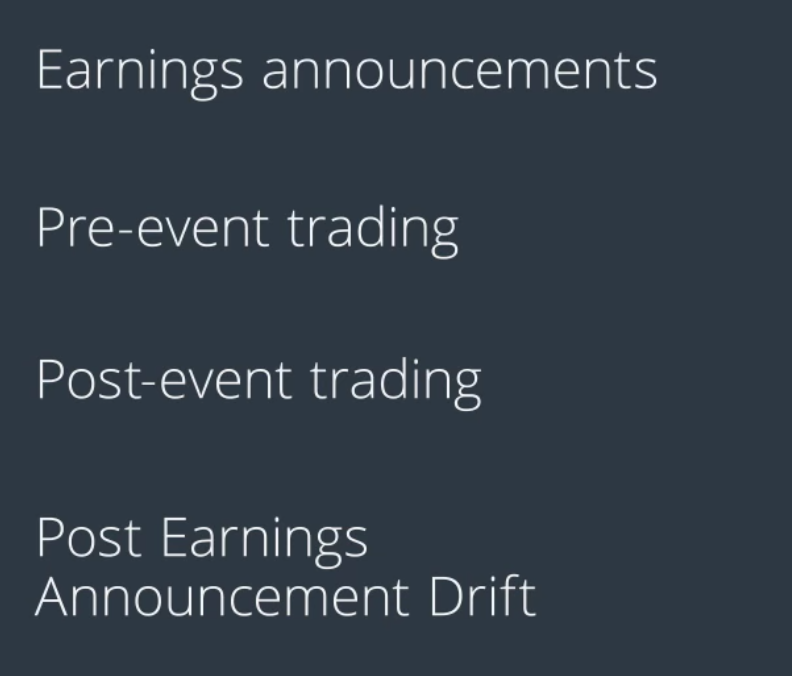 Earnings announcements
Pre-event trading
Post-event trading
Post Earnings
Announcement Drift